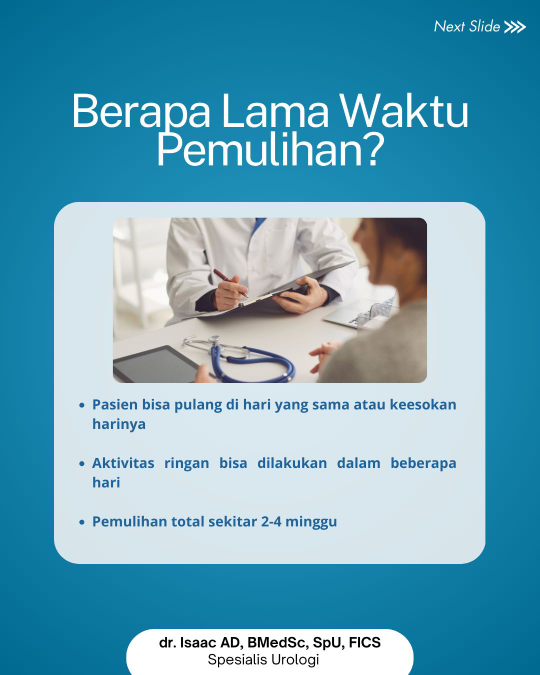 Next Slide
Berapa Lama Waktu
Pemulihan?
• Pasien bisa pulang di hari yang sama atau keesokan
harinya
• Aktivitas ringan bisa dilakukan dalam beberapa
hari
• Pemulihan total sekitar 2-4 minggu
dr. Isaac AD, BMedSc, SpU, FICS
Spesialis Urologi